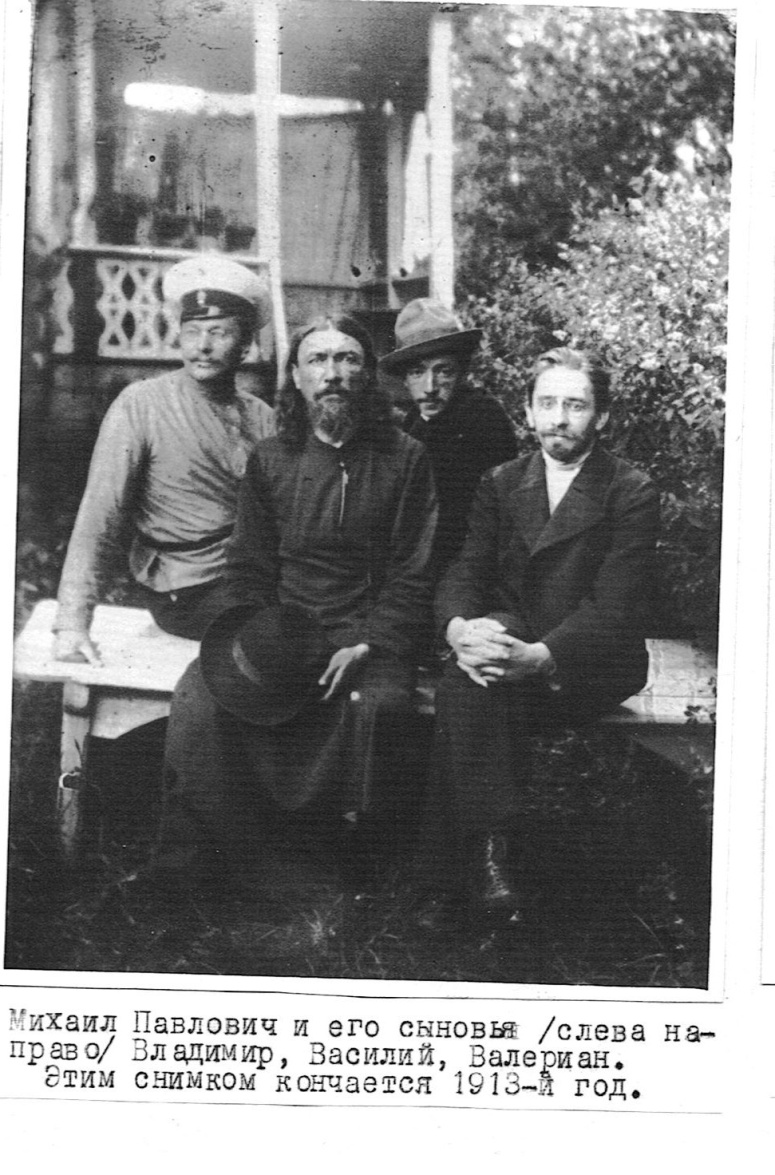 Михаил Павлович и его сыновья /слева на-
право/ Владимир, Василий, Валериан.
Этим снимком кончается 1913-й год.